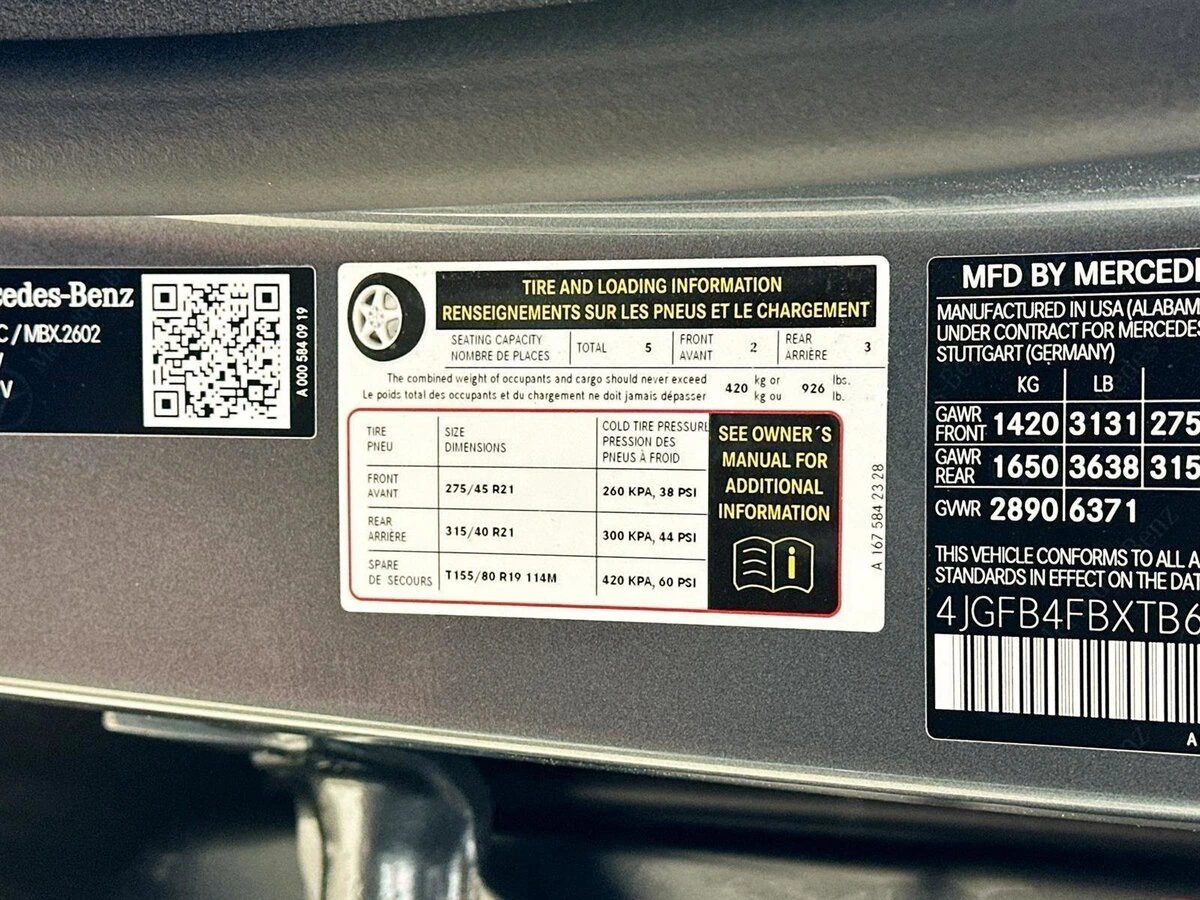 cedes-Benz
C / MBX2602
V
A 000 584 09 19
TIRE AND LOADING INFORMATION
RENSEIGNEMENTS SUR LES PNEUS ET LE CHARGEMENT
SEATING CAPACITY TOTAL 5 FRONT 2 REAR 3
NOMBRE DE PLACES AVANT ARRIÈRE
The combined weight of occupants and cargo should never exceed 420 kg or 926 lbs.
Le poids total des occupants et du chargement ne doit jamais dépasser kg ou lb.
TIRE SIZE COLD TIRE PRESSURE
PNEU DIMENSIONS PRESSION DES
PNEUS À FROID
FRONT
AVANT 275/45 R21 260 KPA, 38 PSI
REAR
ARRIÈRE 315/40 R21 300 KPA, 44 PSI
SPARE
DE SECOURS T155/80 R19 114M 420 KPA, 60 PSI
SEE OWNER´S
MANUAL FOR
ADDITIONAL
INFORMATION
A 167 584 23 28
MFD BY MERCEDE
MANUFACTURED IN USA (ALABAM
UNDER CONTRACT FOR MERCEDES
STUTTGART (GERMANY)
KG LB
GAWR
FRONT 1420 3131 275
GAWR
REAR 1650 3638 315
GVWR 2890 6371
THIS VEHICLE CONFORMS TO ALL A
STANDARDS IN EFFECT ON THE DAT
4JGFB4FBXTB6
A